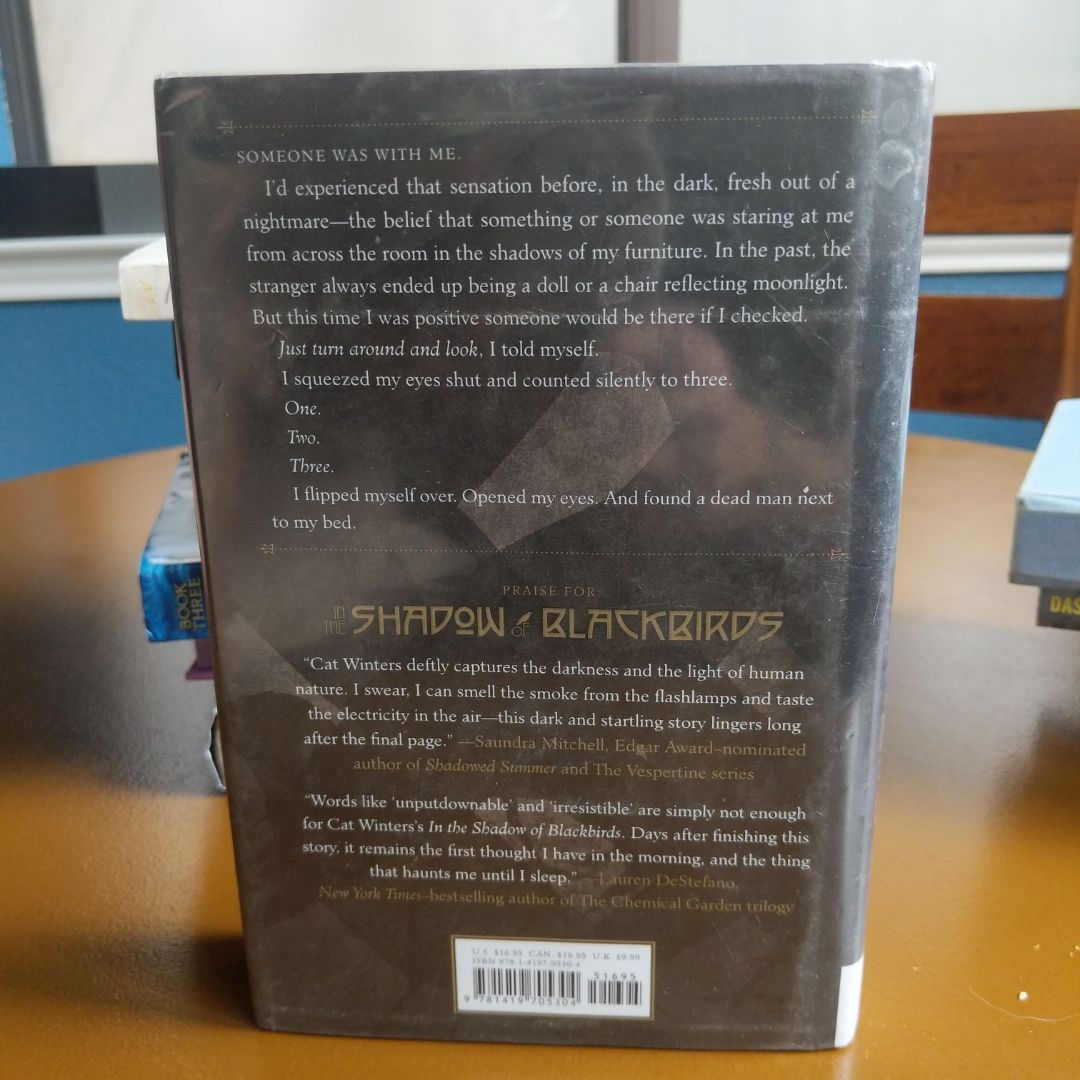 SOMEONE WAS WITH ME.
I'd experienced that sensation before, in the dark, fresh out of a
nightmare—the belief that something or someone was staring at me
from across the room in the shadows of my furniture. In the past, the
stranger always ended up being a doll or a chair reflecting moonlight.
But this time I was positive someone would be there if I checked.
Just turn around and look, I told myself.
I squeezed my eyes shut and counted silently to three.
One.
Two.
Three.
I flipped myself over. Opened my eyes. And found a dead man next
to my bed.
PRAISE FOR
IN THE SHADOW OF BLACKBIRDS
"Cat Winters deftly captures the darkness and the light of human
nature. I swear, I can smell the smoke from the flashlamps and taste
the electricity in the air—this dark and startling story lingers long
after the final page." —Saundra Mitchell, Edgar Award–nominated
author of Shadowed Summer and The Vespertine series
"Words like 'unputdownable' and 'irresistible' are simply not enough
for Cat Winters's In the Shadow of Blackbirds. Days after finishing this
story, it remains the first thought I have in the morning, and the thing
that haunts me until I sleep." —Lauren DeStefano,
New York Times–bestselling author of The Chemical Garden trilogy
U.S. $16.95 CAN. $18.95 U.K. £9.99
ISBN 978-1-4197-0530-4
51695
9 781419 705304
BOOK
THREE
DAS